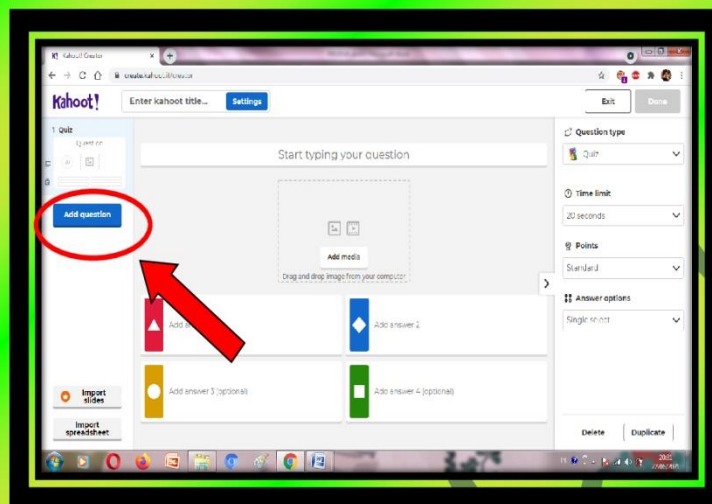 Kahoot! Creator
create.kahoot.it/creator
Kahoot!
Enter kahoot title...
Settings
Exit
Done
1 Quiz
Question
Add question
Start typing your question
Add media
Drag and drop image from your computer
Add answer 2
Add answer 3 (optional)
Add answer 4 (optional)
Import
slides
Import
spreadsheet
Question type
Quiz
Time limit
20 seconds
Points
Standard
Answer options
Single select
Delete
Duplicate